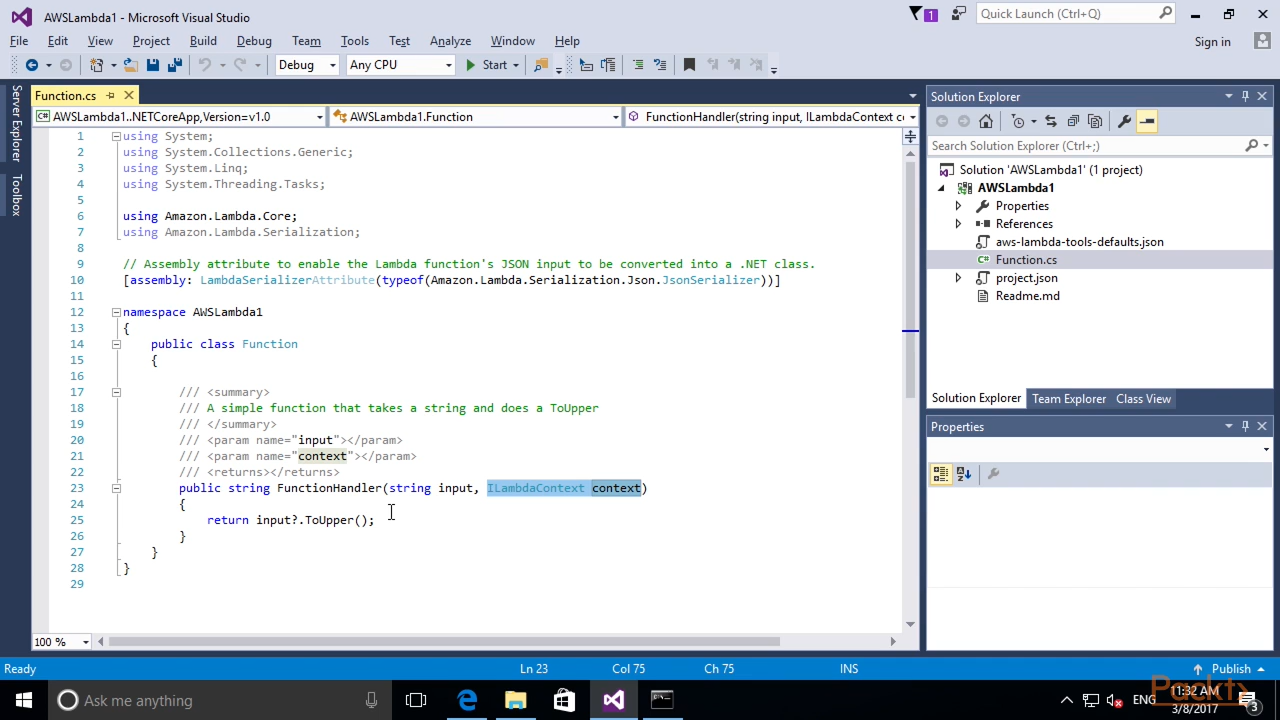 AWSLambda1 - Microsoft Visual Studio
1
Quick Launch (Ctrl+Q)
File Edit View Project Build Debug Team Tools Test Analyze Window Help
Sign in
Debug Any CPU Start
Server Explorer
Toolbox
Function.cs
C# AWSLambda1..NETCoreApp,Version=v1.0 AWSLambda1.Function FunctionHandler(string input, ILambdaContext co
1 using System;
2 using System.Collections.Generic;
3 using System.Linq;
4 using System.Threading.Tasks;
5
6 using Amazon.Lambda.Core;
7 using Amazon.Lambda.Serialization;
8
9 // Assembly attribute to enable the Lambda function's JSON input to be converted into a .NET class.
10 [assembly: LambdaSerializerAttribute(typeof(Amazon.Lambda.Serialization.Json.JsonSerializer))]
11
12 namespace AWSLambda1
13 {
14 public class Function
15 {
16
17 /// <summary>
18 /// A simple function that takes a string and does a ToUpper
19 /// </summary>
20 /// <param name="input"></param>
21 /// <param name="context"></param>
22 /// <returns></returns>
23 public string FunctionHandler(string input, ILambdaContext context)
24 {
25 return input?.ToUpper();
26 }
27 }
28 }
29
100 %
Solution Explorer
Search Solution Explorer (Ctrl+;)
Solution 'AWSLambda1' (1 project)
AWSLambda1
Properties
References
aws-lambda-tools-defaults.json
C# Function.cs
project.json
Readme.md
Solution Explorer Team Explorer Class View
Properties
Ready Ln 23 Col 75 Ch 75 INS Publish
Ask me anything
ENG
11:32 AM
3/8/2017
3
Packt>